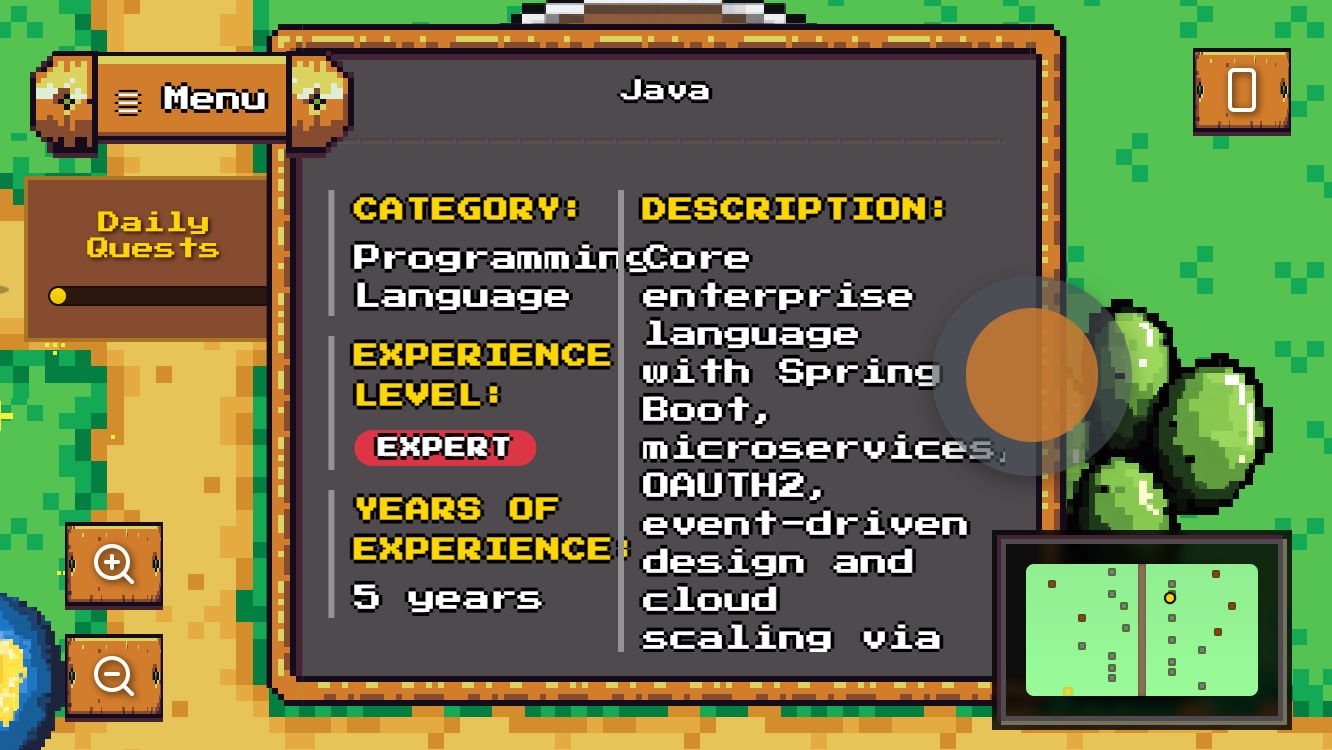 Java
Menu
Daily
Quests
CATEGORY:
Programming
Language
EXPERIENCE
LEVEL:
EXPERT
YEARS OF
EXPERIENCE:
5 years
DESCRIPTION:
Core
enterprise
language
with Spring
Boot,
microservices,
OAUTH2,
event-driven
design and
cloud
scaling via